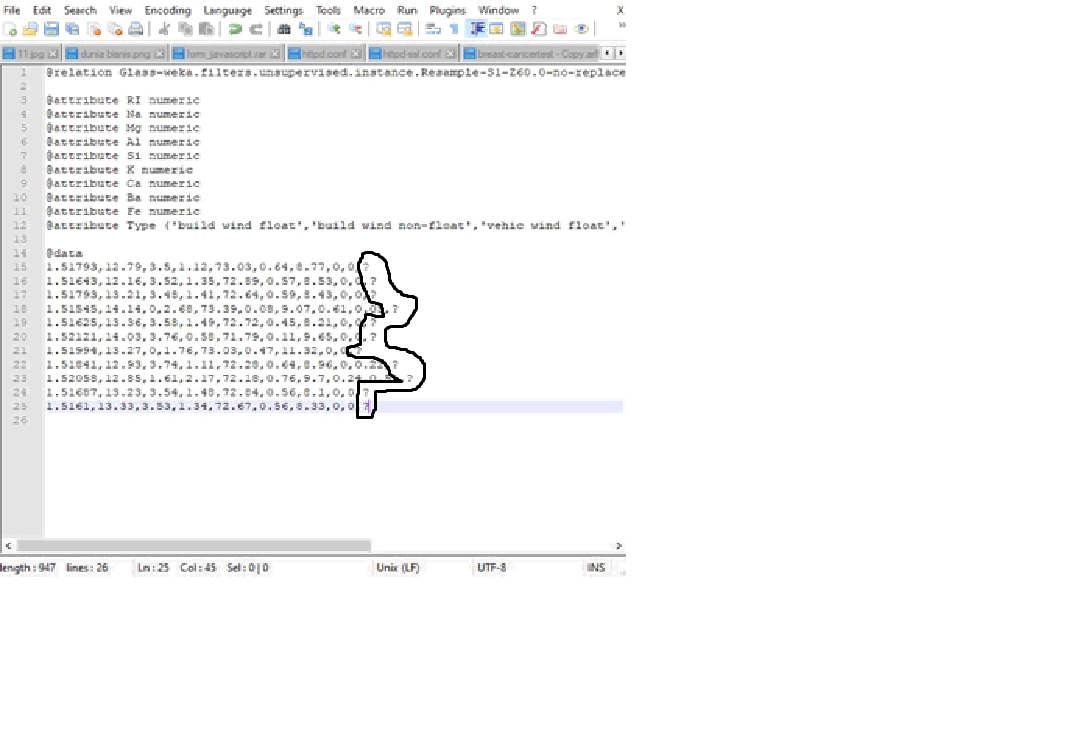 File Edit Search View Encoding Language Settings Tools Macro Run Plugins Window ? X
11.jpg dunia bisnis.png loms_javascript.rar httpd.conf httpd-ssl.conf breast-cancertest - Copy.arff
1 @relation Glass-weka.filters.unsupervised.instance.Resample-S1-Z60.0-no-replace
2
3 @attribute RI numeric
4 @attribute Na numeric
5 @attribute Mg numeric
6 @attribute Al numeric
7 @attribute Si numeric
8 @attribute K numeric
9 @attribute Ca numeric
10 @attribute Ba numeric
11 @attribute Fe numeric
12 @attribute Type {'build wind float','build wind non-float','vehic wind float','
13
14 @data
15 1.51793,12.79,3.5,1.12,73.03,0.64,8.77,0,0,?
16 1.51643,12.16,3.52,1.35,72.89,0.57,8.53,0,0,?
17 1.51793,13.21,3.48,1.41,72.64,0.59,8.43,0,0,?
18 1.51545,14.14,0,2.68,73.39,0.08,9.07,0.61,0.05,?
19 1.51625,13.36,3.58,1.49,72.72,0.45,8.21,0,0,?
20 1.52121,14.03,3.76,0.58,71.79,0.11,9.65,0,0,?
21 1.51994,13.27,0,1.76,73.03,0.47,11.32,0,0,?
22 1.51841,12.93,3.74,1.11,72.28,0.64,8.96,0,0.22,?
23 1.52058,12.85,1.61,2.17,72.18,0.76,9.7,0.24,0.51,?
24 1.51687,13.23,3.54,1.48,72.84,0.56,8.1,0,0,?
25 1.5161,13.33,3.53,1.34,72.67,0.56,8.33,0,0,?
26
length : 947 lines : 26 Ln : 25 Col : 45 Sel : 0 | 0 Unix (LF) UTF-8 INS